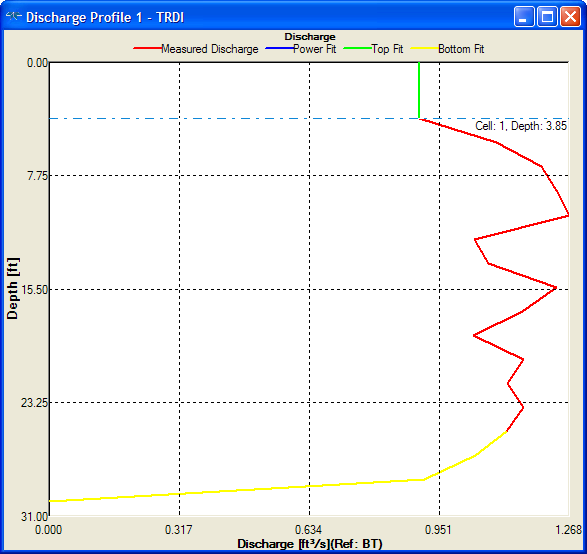 Discharge Profile 1 - TRDI
Discharge
Measured Discharge Power Fit Top Fit Bottom Fit
0.00
Cell: 1, Depth: 3.85
7.75
Depth [ft]
15.50
23.25
31.00
0.000 0.317 0.634 0.951 1.268
Discharge [ft³/s](Ref: BT)